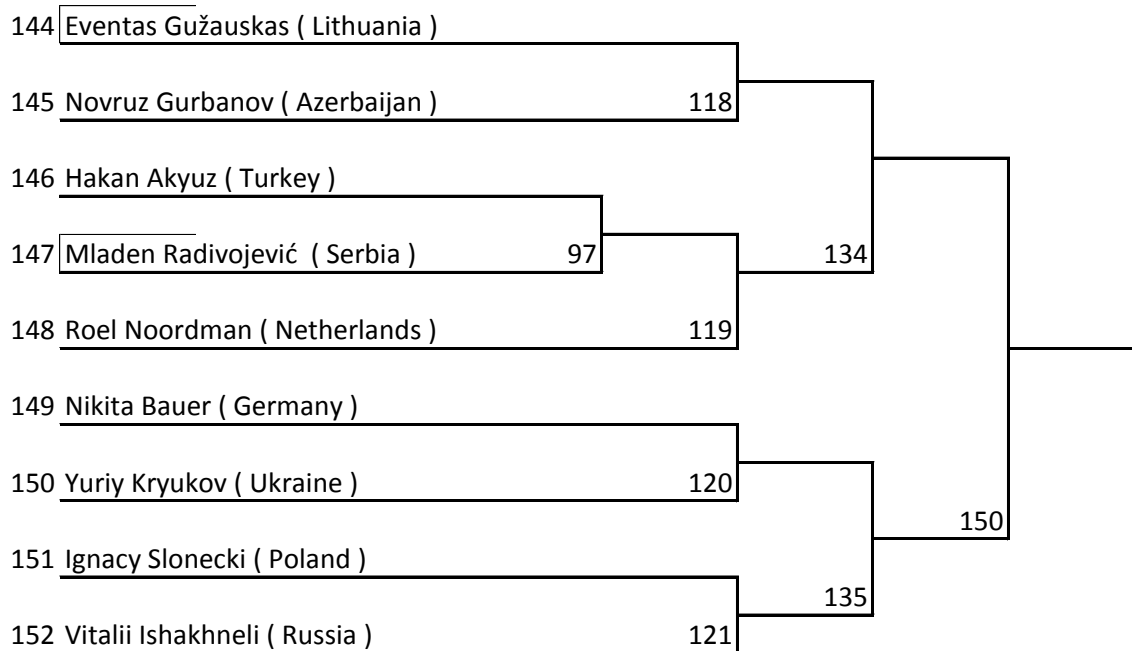 144 Eventas Gužauskas ( Lithuania )
145 Novruz Gurbanov ( Azerbaijan ) 118
146 Hakan Akyuz ( Turkey )
147 Mladen Radivojević ( Serbia ) 97 134
148 Roel Noordman ( Netherlands ) 119
149 Nikita Bauer ( Germany )
150 Yuriy Kryukov ( Ukraine ) 120
150
151 Ignacy Slonecki ( Poland )
135
152 Vitalii Ishakhneli ( Russia ) 121